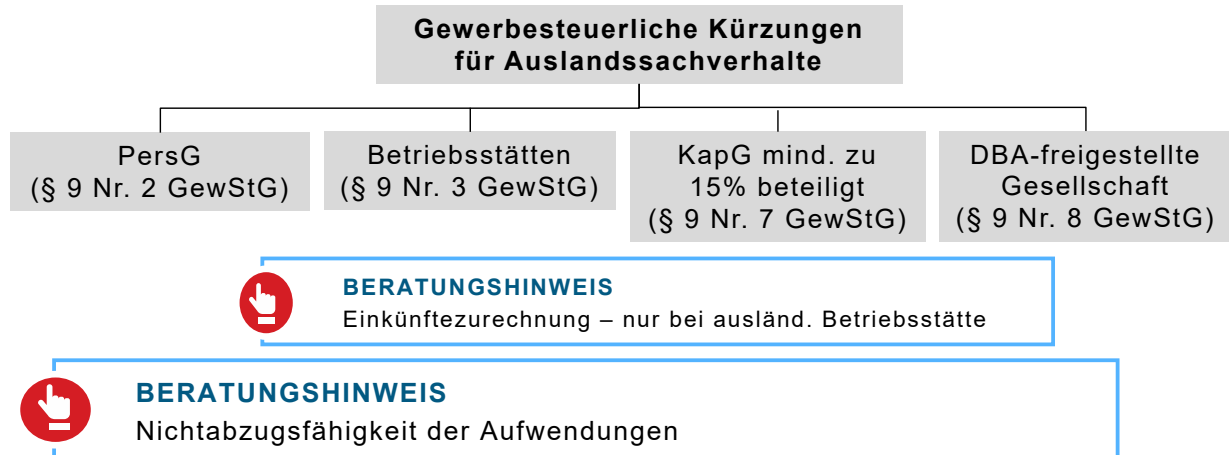 Gewerbesteuerliche Kürzungen
für Auslandssachverhalte
PersG
(§ 9 Nr. 2 GewStG)
Betriebsstätten
(§ 9 Nr. 3 GewStG)
KapG mind. zu
15% beteiligt
(§ 9 Nr. 7 GewStG)
DBA-freigestellte
Gesellschaft
(§ 9 Nr. 8 GewStG)
BERATUNGSHINWEIS
Einkünftezurechnung – nur bei ausländ. Betriebsstätte
BERATUNGSHINWEIS
Nichtabzugsfähigkeit der Aufwendungen